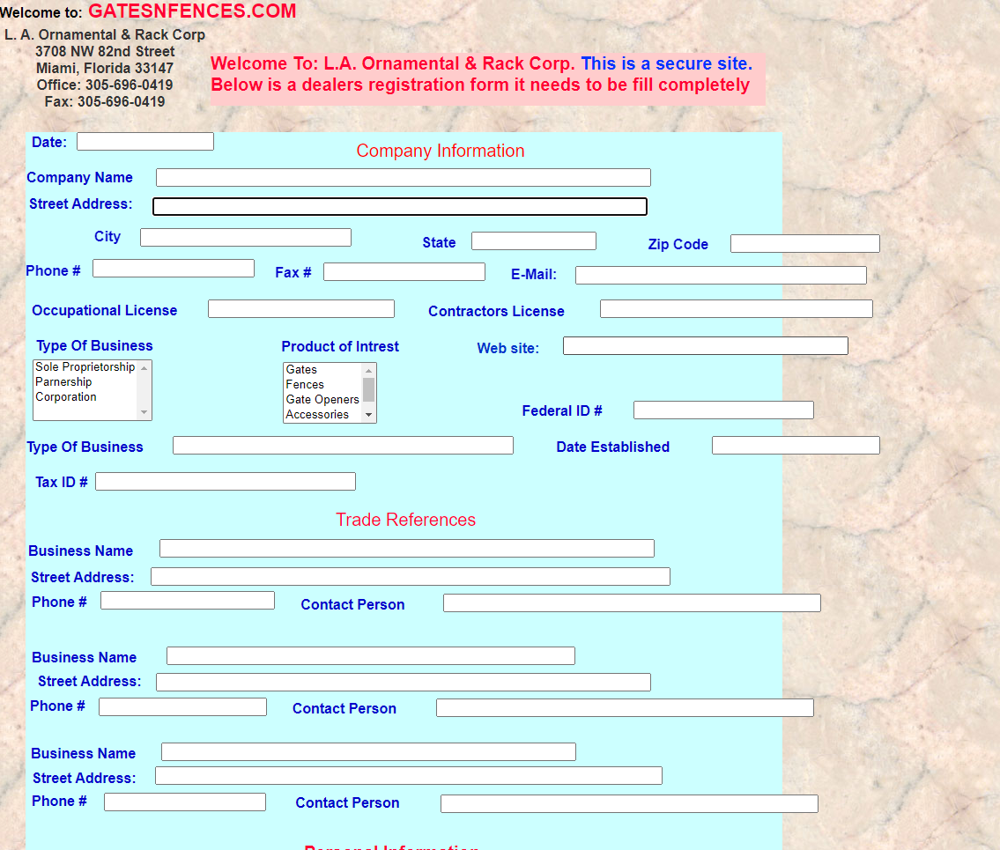 Welcome to: GATESNFENCES.COM
L. A. Ornamental & Rack Corp
3708 NW 82nd Street
Miami, Florida 33147
Office: 305-696-0419
Fax: 305-696-0419
Welcome To: L.A. Ornamental & Rack Corp. This is a secure site.
Below is a dealers registration form it needs to be fill completely
Date:
Company Information
Company Name
Street Address:
City State Zip Code
Phone # Fax # E-Mail:
Occupational License Contractors License
Type Of Business Product of Intrest Web site:
Sole Proprietorship
Parnership
Corporation
Gates
Fences
Gate Openers
Accessories
Federal ID #
Type Of Business Date Established
Tax ID #
Trade References
Business Name
Street Address:
Phone # Contact Person
Business Name
Street Address:
Phone # Contact Person
Business Name
Street Address:
Phone # Contact Person
Personal Information